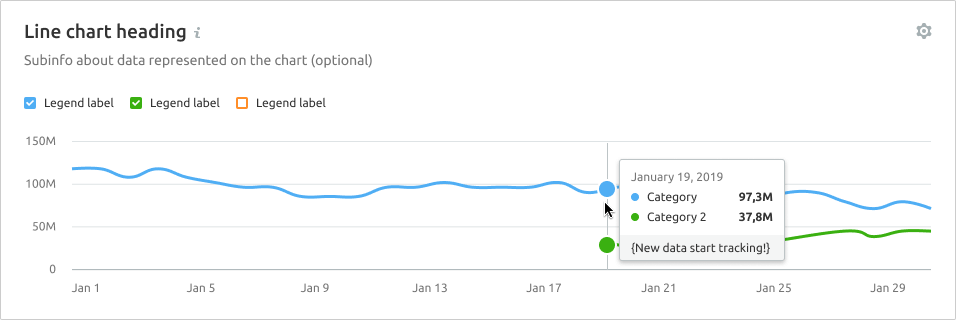 Line chart heading i
Subinfo about data represented on the chart (optional)
Legend label Legend label Legend label
150M
100M
50M
0
January 19, 2019
Category 97,3M
Category 2 37,8M
{New data start tracking!}
Jan 1 Jan 5 Jan 9 Jan 13 Jan 17 Jan 21 Jan 25 Jan 29